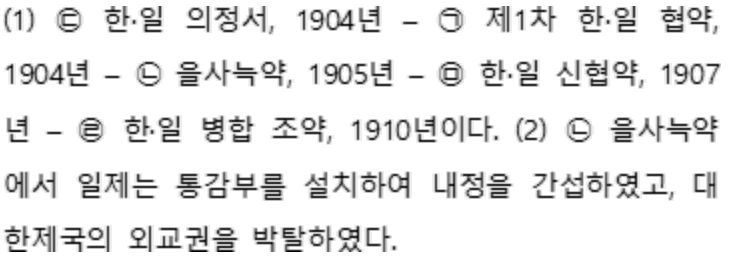 (1) ㉢ 한·일 의정서, 1904년 – ㉠ 제1차 한·일 협약,
1904년 – ㉡ 을사늑약, 1905년 – ㉤ 한·일 신협약, 1907
년 – ㉣ 한·일 병합 조약, 1910년이다. (2) ㉡ 을사늑약
에서 일제는 통감부를 설치하여 내정을 간섭하였고, 대
한제국의 외교권을 박탈하였다.